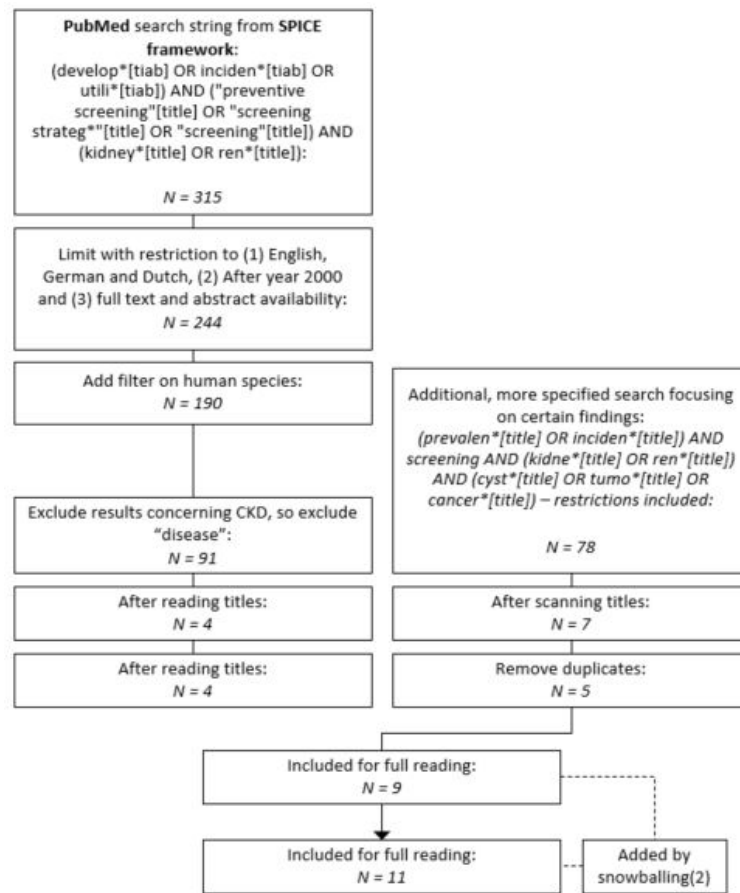 PubMed search string from SPICE
framework:
(develop*[tiab] OR inciden*[tiab] OR
utili*[tiab]) AND ("preventive
screening"[title] OR "screening
strateg*"[title] OR "screening"[title]) AND
(kidney*[title] OR ren*[title]):
N = 315
Limit with restriction to (1) English,
German and Dutch, (2) After year 2000
and (3) full text and abstract availability:
N = 244
Add filter on human species:
N = 190
Exclude results concerning CKD, so exclude
“disease”:
N = 91
After reading titles:
N = 4
After reading titles:
N = 4
Additional, more specified search focusing
on certain findings:
(prevalen*[title] OR inciden*[title]) AND
screening AND (kidne*[title] OR ren*[title])
AND (cyst*[title] OR tumo*[title] OR
cancer*[title]) – restrictions included:
N = 78
After scanning titles:
N = 7
Remove duplicates:
N = 5
Included for full reading:
N = 9
Included for full reading:
N = 11
Added by
snowballing(2)